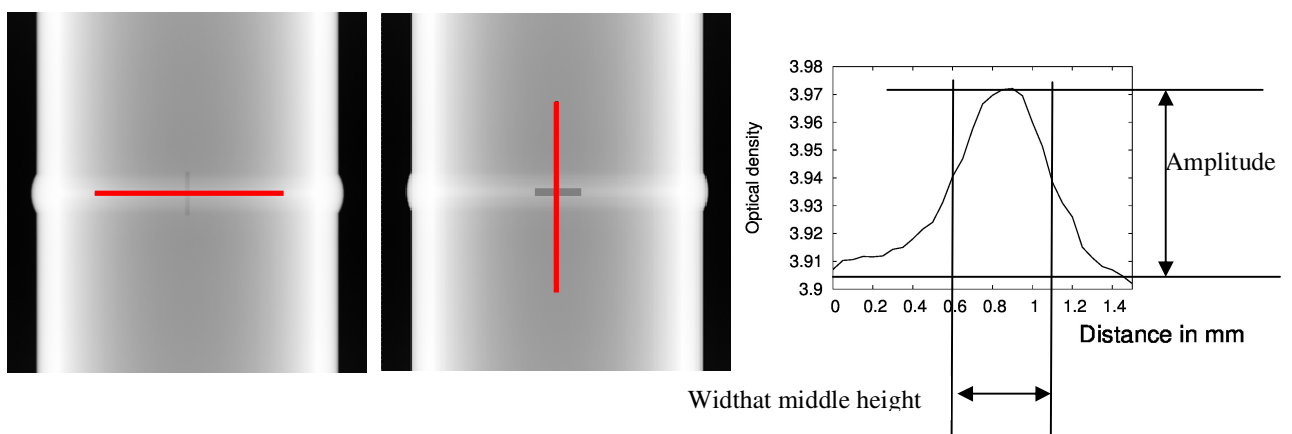 3.98
3.97
3.96
3.95
3.94
3.93
3.92
3.91
3.9
Optical density
0 0.2 0.4 0.6 0.8 1 1.2 1.4
Distance in mm
Amplitude
Widthat middle height